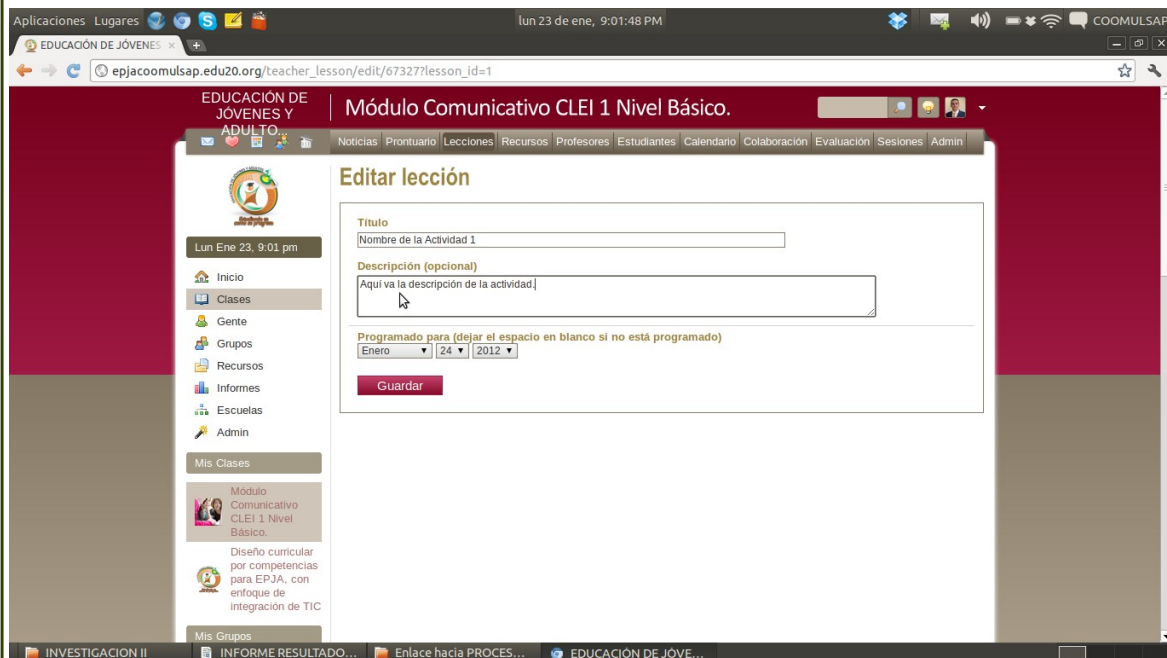 Aplicaciones Lugares
lun 23 de ene, 9:01:48 PM
COOMULSAP
EDUCACIÓN DE JÓVENES
epjacoomulsap.edu20.org/teacher_lesson/edit/67327?lesson_id=1
EDUCACIÓN DE
JÓVENES Y
ADULTO...
Módulo Comunicativo CLEI 1 Nivel Básico.
Noticias Prontuario Lecciones Recursos Profesores Estudiantes Calendario Colaboración Evaluación Sesiones Admin
Lun Ene 23, 9:01 pm
Inicio
Clases
Gente
Grupos
Recursos
Informes
Escuelas
Admin
Mis Clases
Módulo
Comunicativo
CLEI 1 Nivel
Básico.
Diseño curricular
por competencias
para EPJA, con
enfoque de
integración de TIC
Mis Grupos
Editar lección
Título
Nombre de la Actividad 1
Descripción (opcional)
Aquí va la descripción de la actividad.
Programado para (dejar el espacio en blanco si no está programado)
Enero 24 2012
Guardar
INVESTIGACION II
INFORME RESULTADO...
Enlace hacia PROCES...
EDUCACIÓN DE JÓVE...